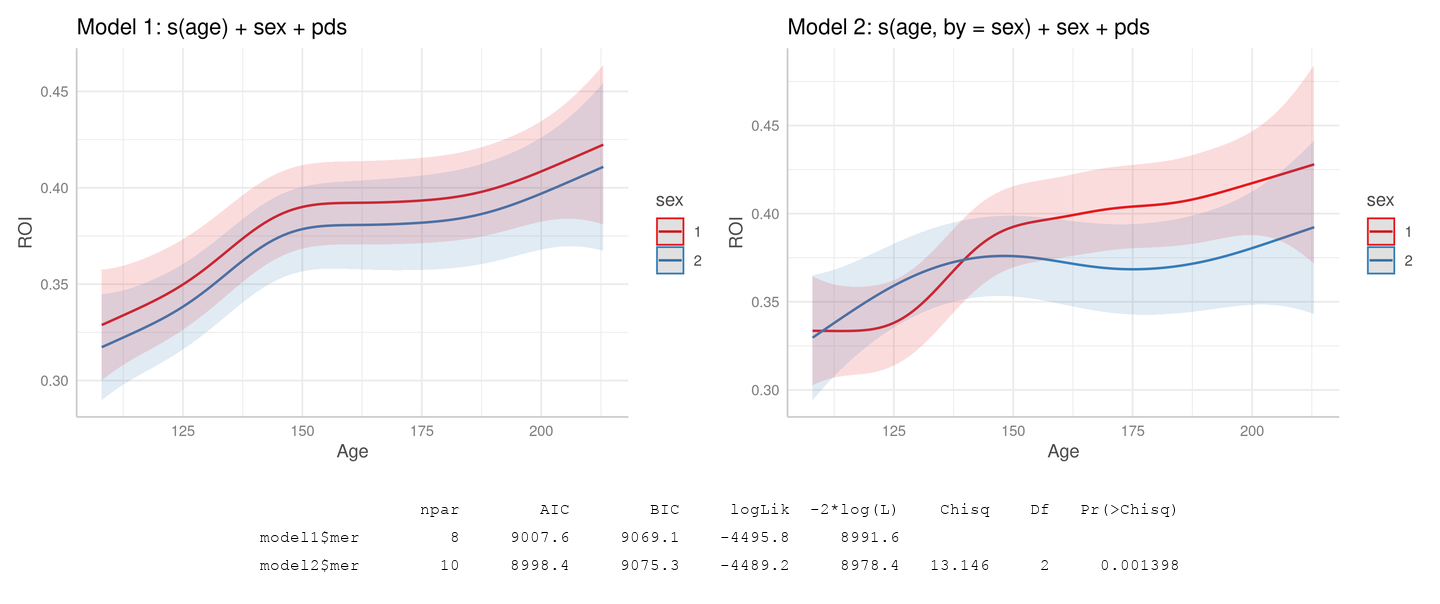 Model 1: s(age) + sex + pds
0.45
0.40
0.35
0.30
ROI
125 150 175 200
Age
sex
1
2
Model 2: s(age, by = sex) + sex + pds
0.45
0.40
0.35
0.30
ROI
125 150 175 200
Age
sex
1
2
npar AIC BIC logLik -2*log(L) Chisq Df Pr(>Chisq)
model1$mer 8 9007.6 9069.1 -4495.8 8991.6
model2$mer 10 8998.4 9075.3 -4489.2 8978.4 13.146 2 0.001398